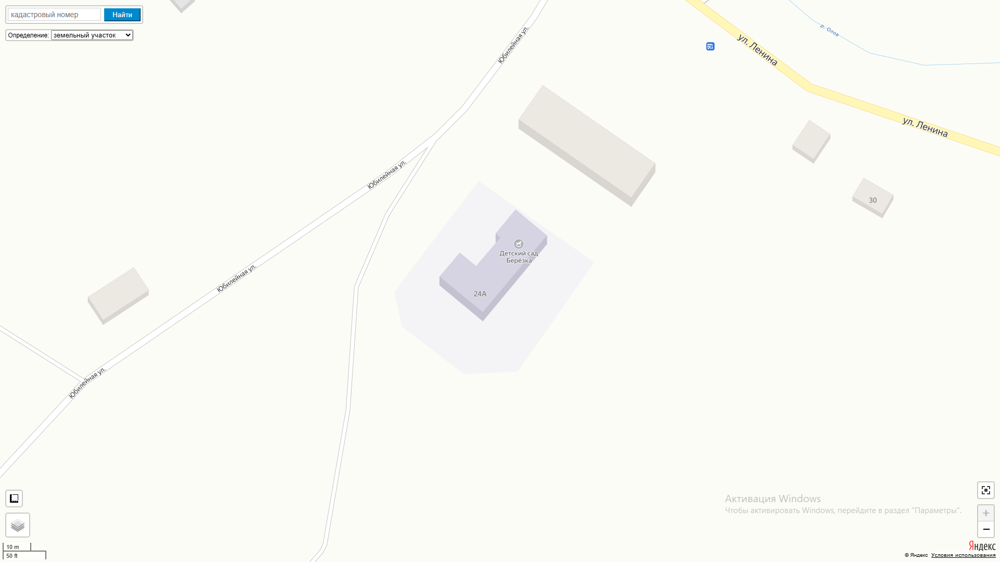 кадастровый номер
Найти
Определение: земельный участок
р. Олов
Юбилейная ул.
ул. Ленина
ул. Ленина
Юбилейная ул.
30
Детский сад
Берёзка
Юбилейная ул.
24А
Юбилейная ул.
Активация Windows
Чтобы активировать Windows, перейдите в раздел "Параметры".
10 m
50 ft
Яндекс
© Яндекс Условия использования